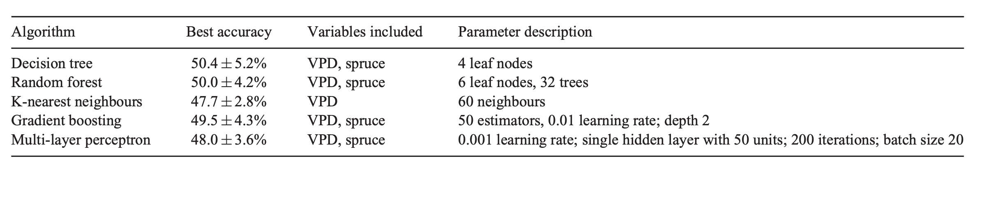 Algorithm Best accuracy Variables included Parameter description
Decision tree 50.4 ± 5.2% VPD, spruce 4 leaf nodes
Random forest 50.0 ± 4.2% VPD, spruce 6 leaf nodes, 32 trees
K-nearest neighbours 47.7 ± 2.8% VPD 60 neighbours
Gradient boosting 49.5 ± 4.3% VPD, spruce 50 estimators, 0.01 learning rate; depth 2
Multi-layer perceptron 48.0 ± 3.6% VPD, spruce 0.001 learning rate; single hidden layer with 50 units; 200 iterations; batch size 20